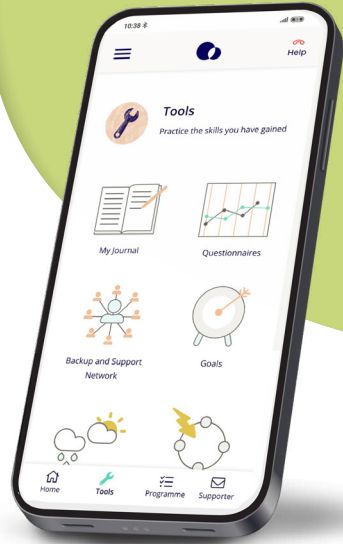 10:38
Help
Tools
Practice the skills you have gained
My Journal
Questionnaires
Backup and Support
Network
Goals
Home
Tools
Programme
Supporter